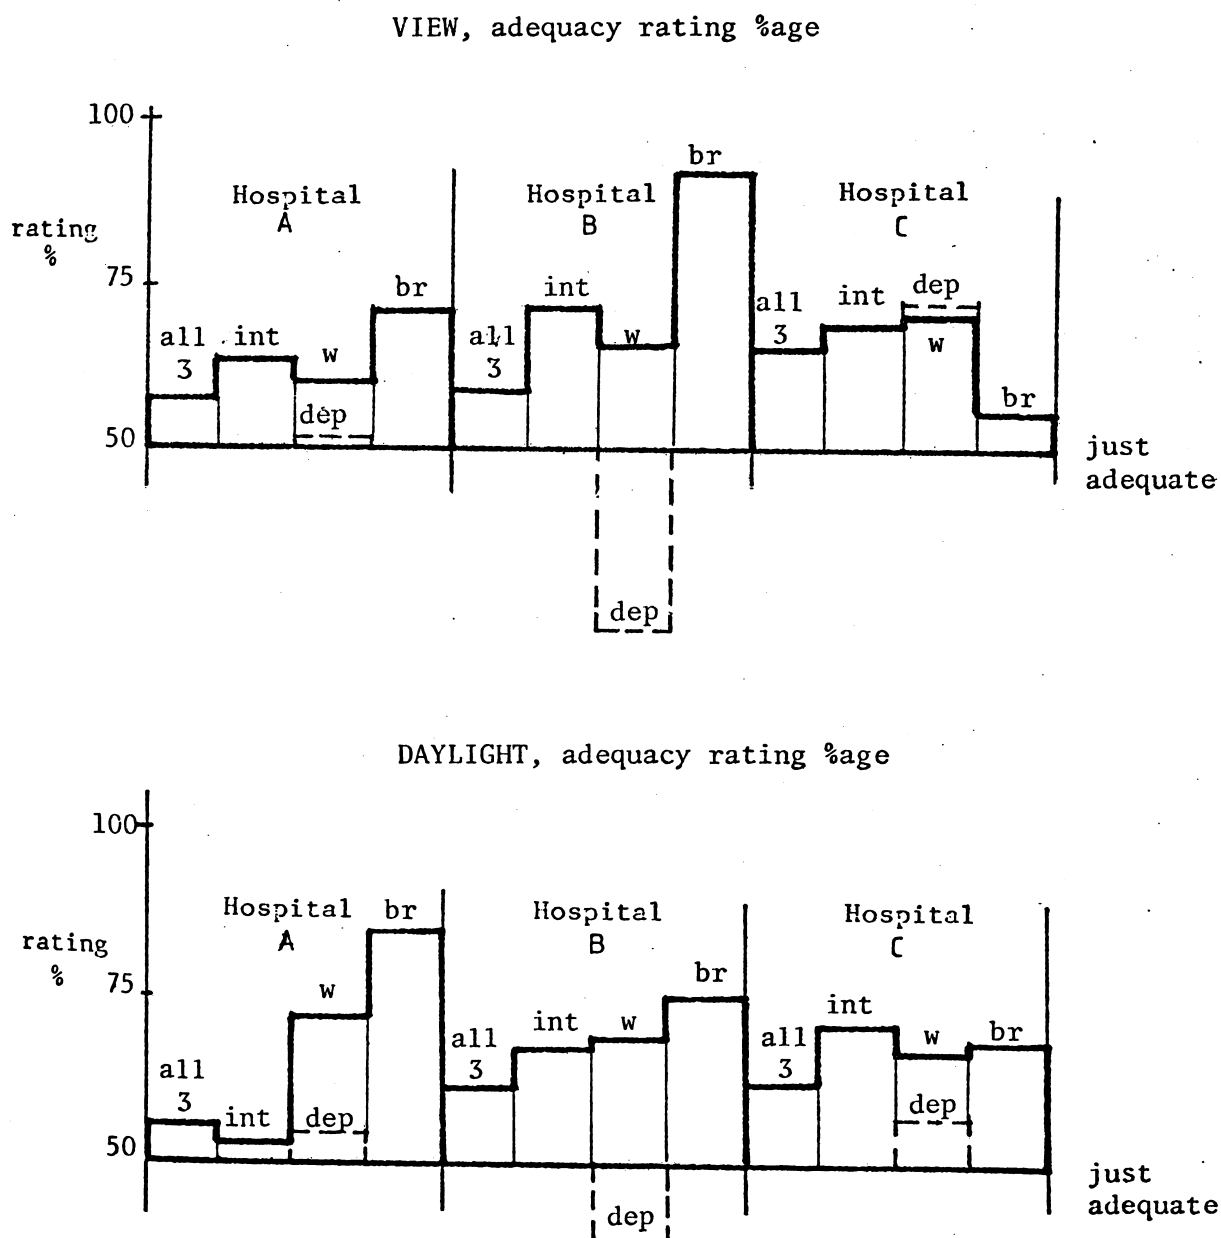 VIEW, adequacy rating %age
100
br
Hospital
A
Hospital
B
Hospital
C
rating
%
75
all
3
int
w
br
dep
all
3
int
w
all
3
int
dep
w
br
50
just
adequate
dep
DAYLIGHT, adequacy rating %age
100
Hospital
A
br
Hospital
B
Hospital
C
rating
%
75
w
br
all
3
int
dep
all
3
int
w
all
3
int
w
br
dep
50
just
adequate
dep